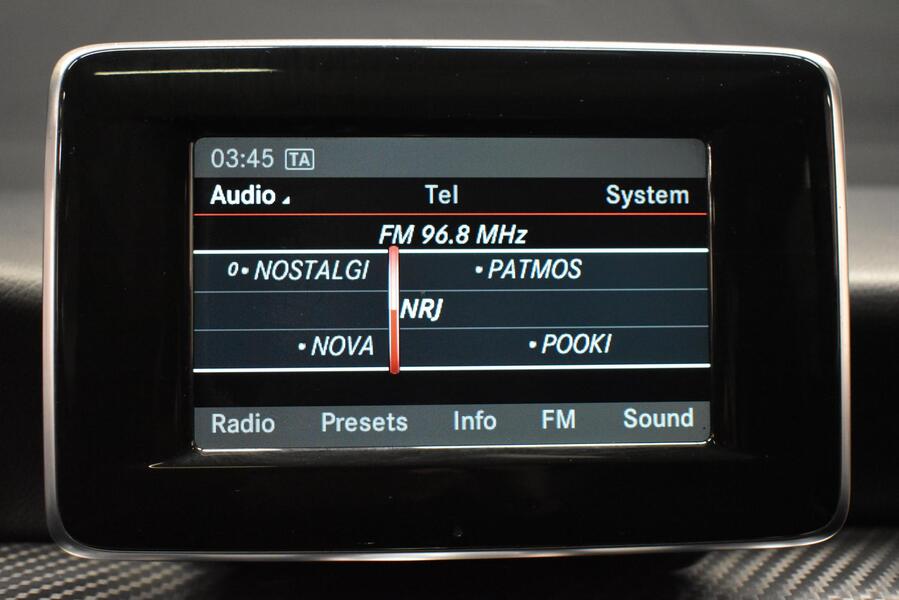 03:45 TA
Audio Tel System
FM 96.8 MHz
0•NOSTALGI •PATMOS
NRJ
•NOVA •POOKI
Radio Presets Info FM Sound